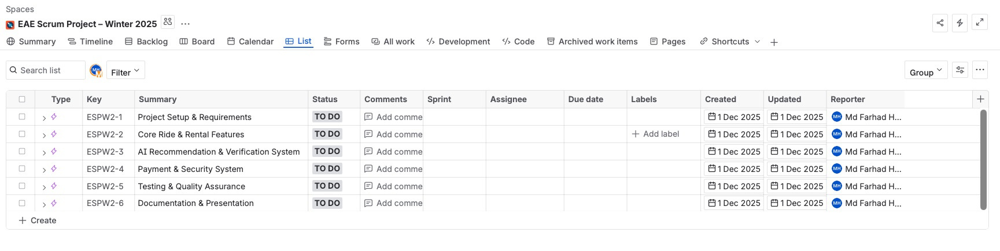 Spaces
EAE Scrum Project – Winter 2025
Summary Timeline Backlog Board Calendar List Forms All work Development Code Archived work items Pages Shortcuts
Search list MH M Filter Group
Type Key Summary Status Comments Sprint Assignee Due date Labels Created Updated Reporter
ESPW2-1 Project Setup & Requirements TO DO Add comme 1 Dec 2025 1 Dec 2025 MH Md Farhad H...
ESPW2-2 Core Ride & Rental Features TO DO Add comme Add label 1 Dec 2025 1 Dec 2025 MH Md Farhad H...
ESPW2-3 AI Recommendation & Verification System TO DO Add comme 1 Dec 2025 1 Dec 2025 MH Md Farhad H...
ESPW2-4 Payment & Security System TO DO Add comme 1 Dec 2025 1 Dec 2025 MH Md Farhad H...
ESPW2-5 Testing & Quality Assurance TO DO Add comme 1 Dec 2025 1 Dec 2025 MH Md Farhad H...
ESPW2-6 Documentation & Presentation TO DO Add comme 1 Dec 2025 1 Dec 2025 MH Md Farhad H...
Create